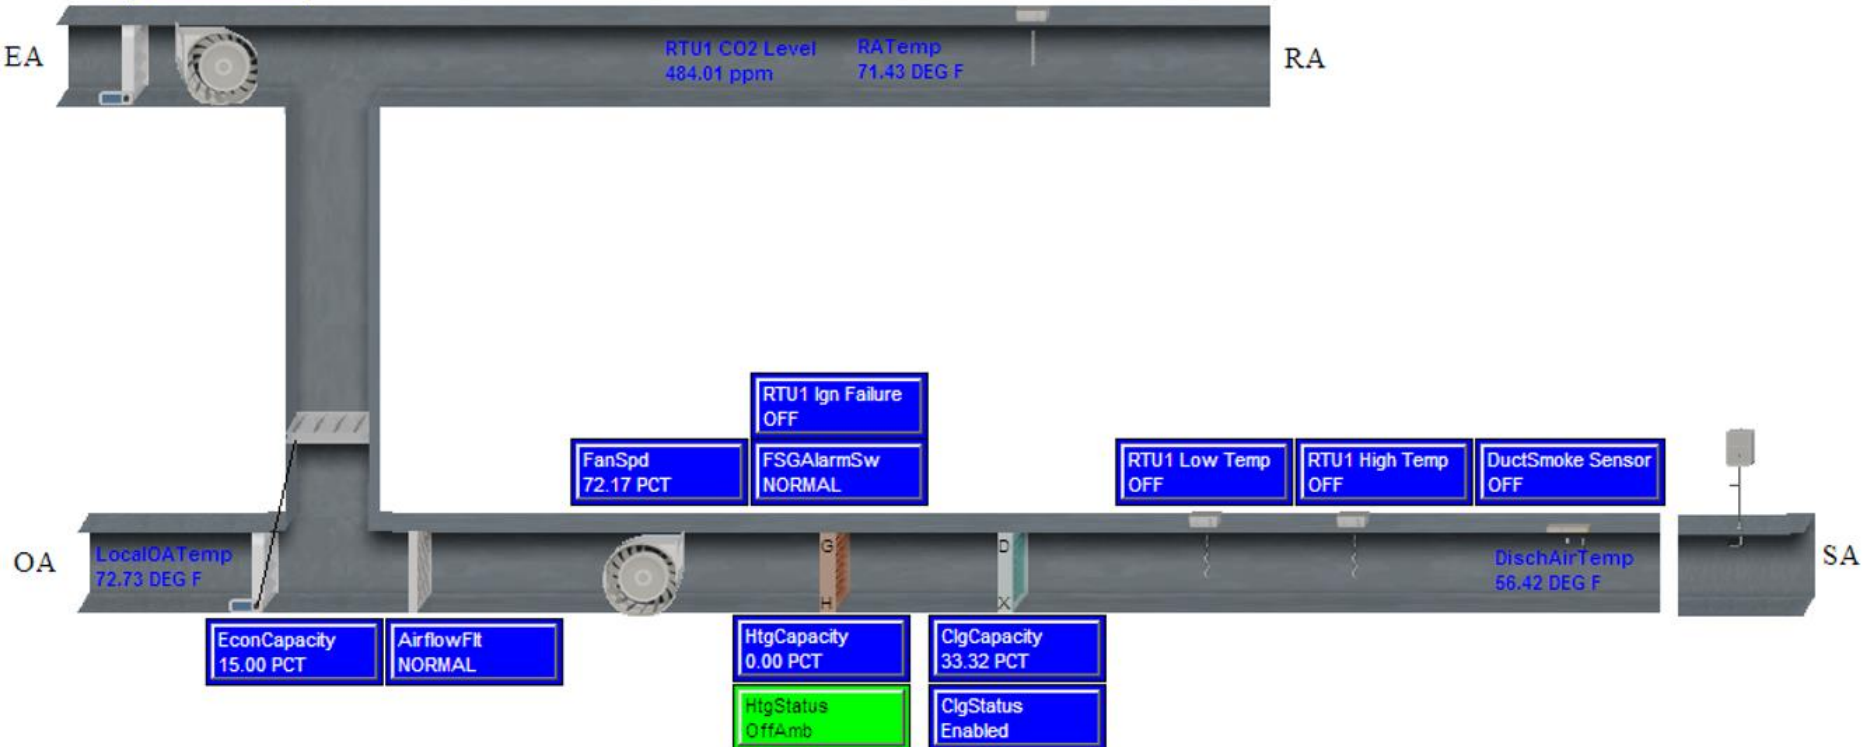 EA
RTU1 CO2 Level
484.01 ppm
RATemp
71.43 DEG F
RA
RTU1 Ign Failure
OFF
FanSpd
72.17 PCT
FSGAlarmSw
NORMAL
RTU1 Low Temp
OFF
RTU1 High Temp
OFF
DuctSmoke Sensor
OFF
OA
LocalOATemp
72.73 DEG F
G
H
D
X
DischAirTemp
56.42 DEG F
SA
EconCapacity
15.00 PCT
AirflowFlt
NORMAL
HtgCapacity
0.00 PCT
ClgCapacity
33.32 PCT
HtgStatus
OffAmb
ClgStatus
Enabled